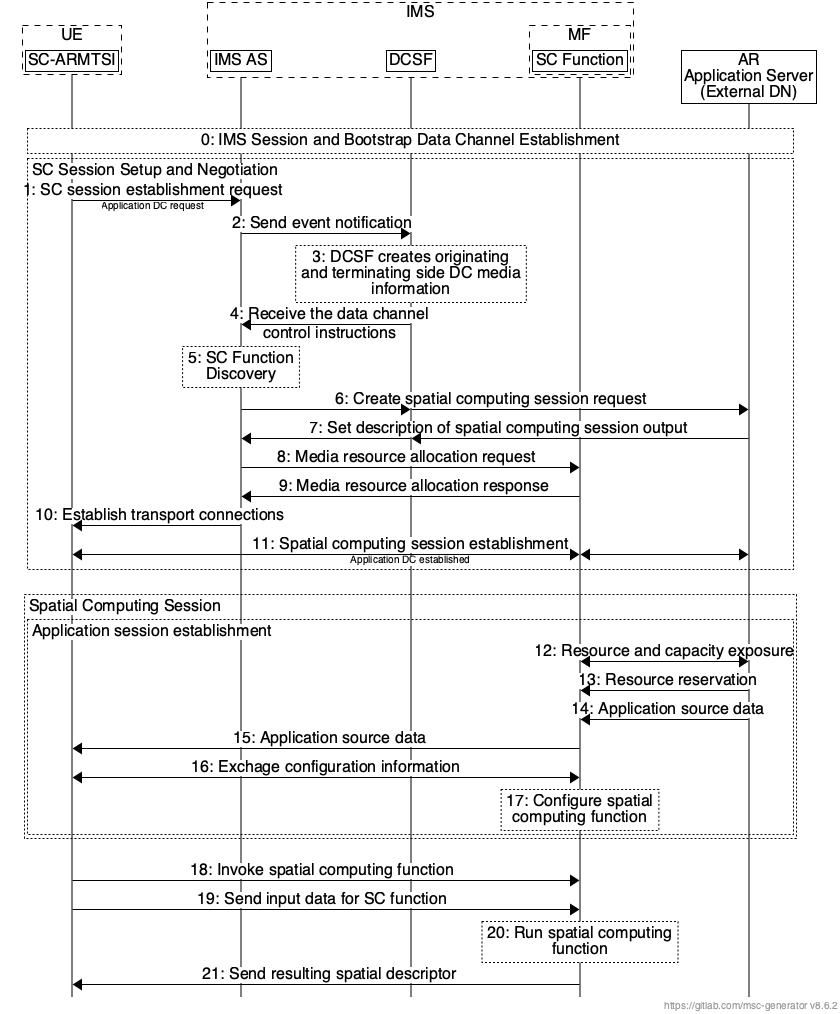 IMS
UE
MF
SC-ARMTSI
IMS AS
DCSF
SC Function
AR
Application Server
(External DN)
0: IMS Session and Bootstrap Data Channel Establishment
SC Session Setup and Negotiation
1: SC session establishment request
Application DC request
2: Send event notification
3: DCSF creates originating
and terminating side DC media
information
4: Receive the data channel
control instructions
5: SC Function
Discovery
6: Create spatial computing session request
7: Set description of spatial computing session output
8: Media resource allocation request
9: Media resource allocation response
10: Establish transport connections
11: Spatial computing session establishment
Application DC established
Spatial Computing Session
Application session establishment
12: Resource and capacity exposure
13: Resource reservation
14: Application source data
15: Application source data
16: Exchage configuration information
17: Configure spatial
computing function
18: Invoke spatial computing function
19: Send input data for SC function
20: Run spatial computing
function
21: Send resulting spatial descriptor
https://gitlab.com/msc-generator v8.6.2